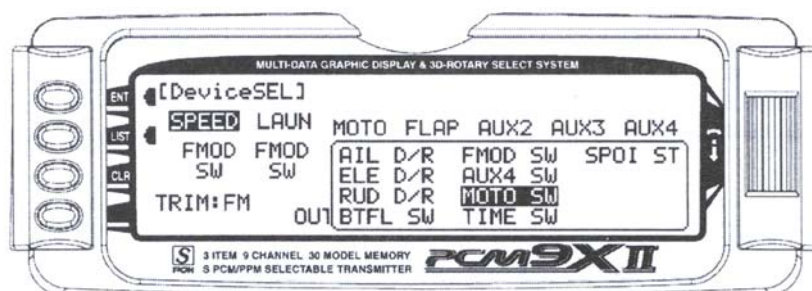 MULTI-DATA GRAPHIC DISPLAY & 3D-ROTARY SELECT SYSTEM
ENT
LIST
CLR
[DeviceSEL]
SPEED LAUN MOTO FLAP AUX2 AUX3 AUX4
FMOD FMOD
SW SW
TRIM:FM
OUT
AIL D/R FMOD SW SPOI ST
ELE D/R AUX4 SW
RUD D/R MOTO SW
BTFL SW TIME SW
S
PCM
3 ITEM 9 CHANNEL 30 MODEL MEMORY
S PCM/PPM SELECTABLE TRANSMITTER
PCM9X II